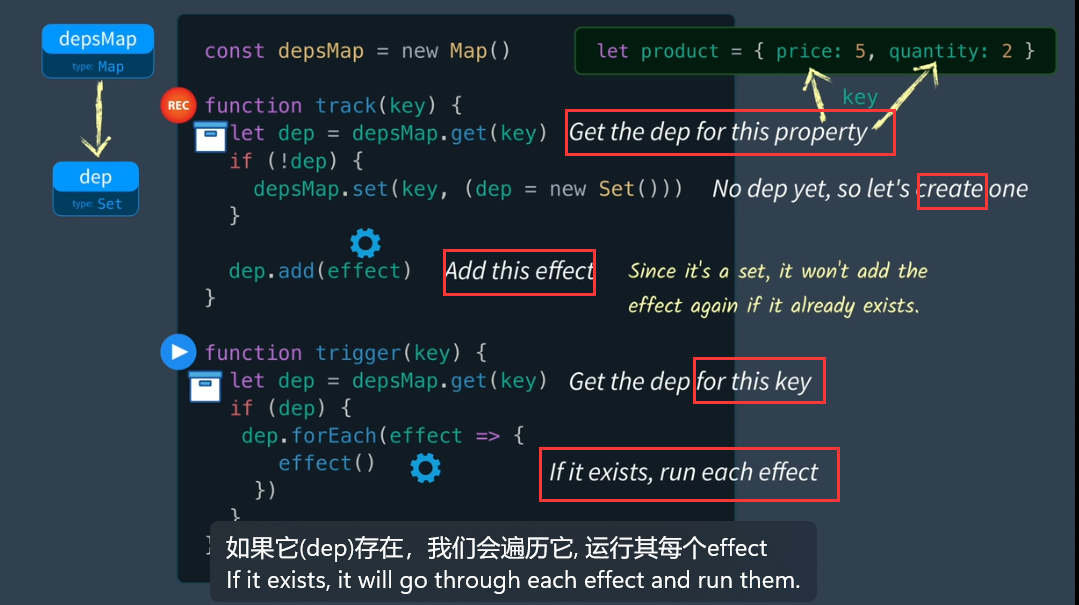 depsMap
type: Map
const depsMap = new Map()
let product = { price: 5, quantity: 2 }
key
REC
function track(key) {
let dep = depsMap.get(key)
Get the dep for this property
if (!dep) {
dep
type: Set
depsMap.set(key, (dep = new Set()))
No dep yet, so let's create one
}
dep.add(effect)
Add this effect
Since it's a set, it won't add the
effect again if it already exists.
}
function trigger(key) {
let dep = depsMap.get(key)
Get the dep for this key
if (dep) {
dep.forEach(effect => {
effect()
If it exists, run each effect
})
}
如果它(dep)存在，我们会遍历它, 运行其每个effect
If it exists, it will go through each effect and run them.